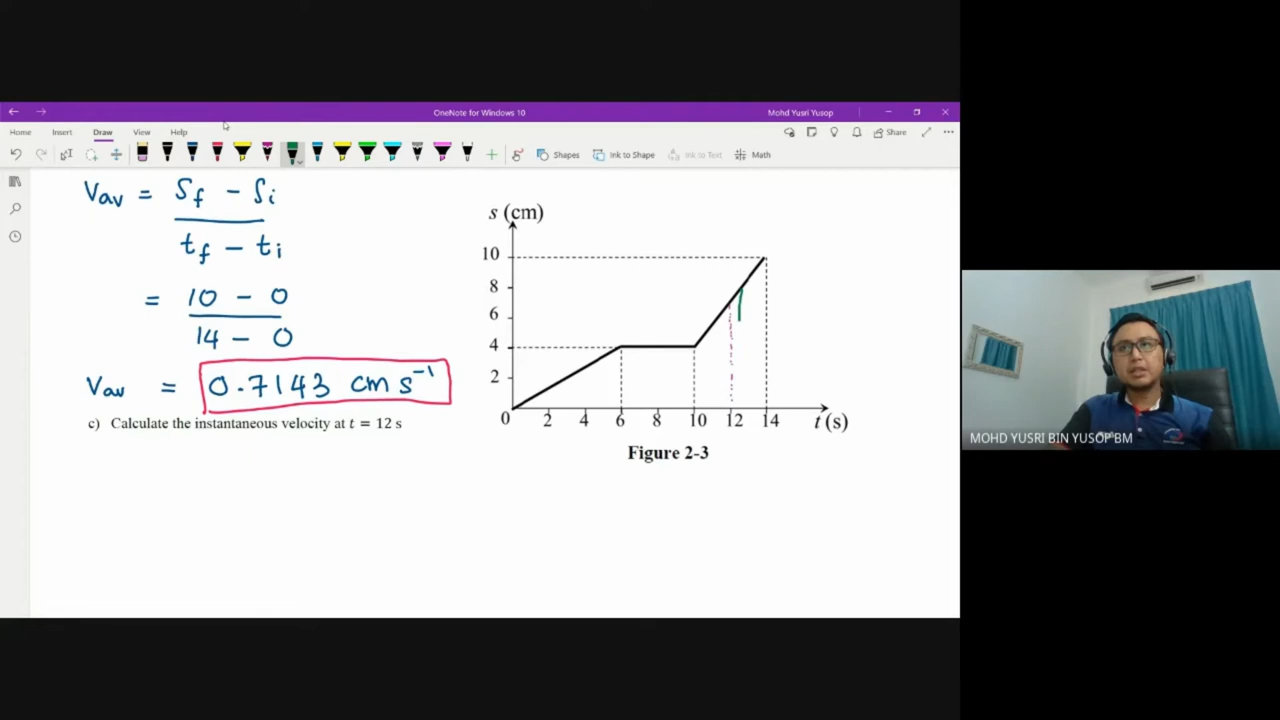 OneNote for Windows 10
Mohd Yusri Yusop
Home Insert Draw View Help
Share
Shapes Ink to Shape Ink to Text Math
Vav = Sf - Si
tf - ti
= 10 - 0
14 - 0
Vav = 0.7143 cm s⁻¹
c) Calculate the instantaneous velocity at t = 12 s
s (cm)
10
8
6
4
2
0 2 4 6 8 10 12 14 t (s)
Figure 2-3
MOHD YUSRI BIN YUSOP BM